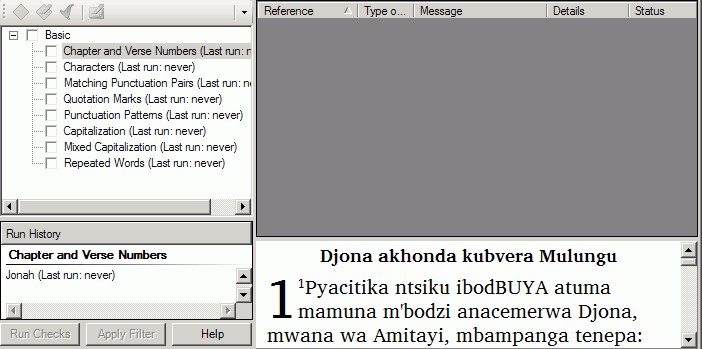 Basic
Chapter and Verse Numbers (Last run: n
Characters (Last run: never)
Matching Punctuation Pairs (Last run: nev
Quotation Marks (Last run: never)
Punctuation Patterns (Last run: never)
Capitalization (Last run: never)
Mixed Capitalization (Last run: never)
Repeated Words (Last run: never)
Run History
Chapter and Verse Numbers
Jonah (Last run: never)
Run Checks Apply Filter Help
Reference Type o... Message Details Status
Djona akhonda kubvera Mulungu
1 1Pyacitika ntsiku ibodBUYA atuma
mamuna m'bodzi anacemerwa Djona,
mwana wa Amitayi, mbampanga tenepa: